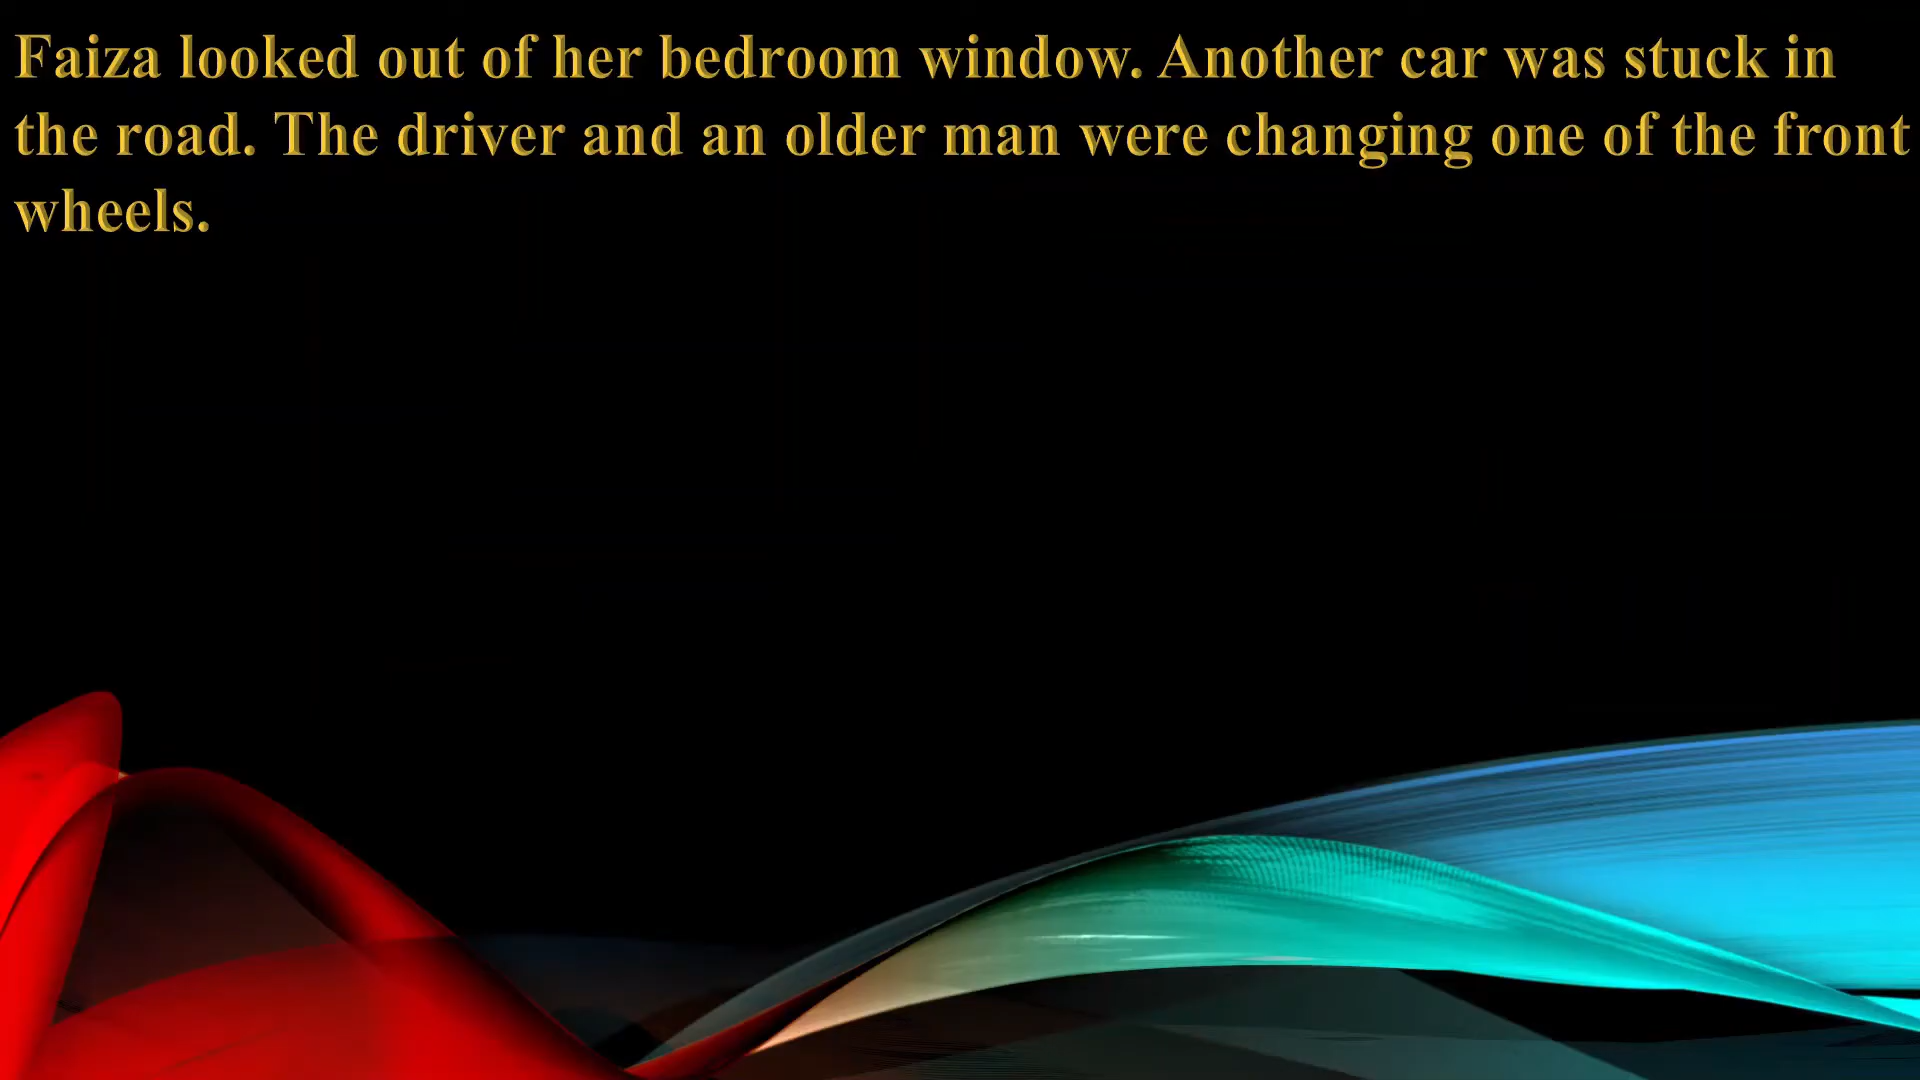 Faiza looked out of her bedroom window. Another car was stuck in
the road. The driver and an older man were changing one of the front
wheels.